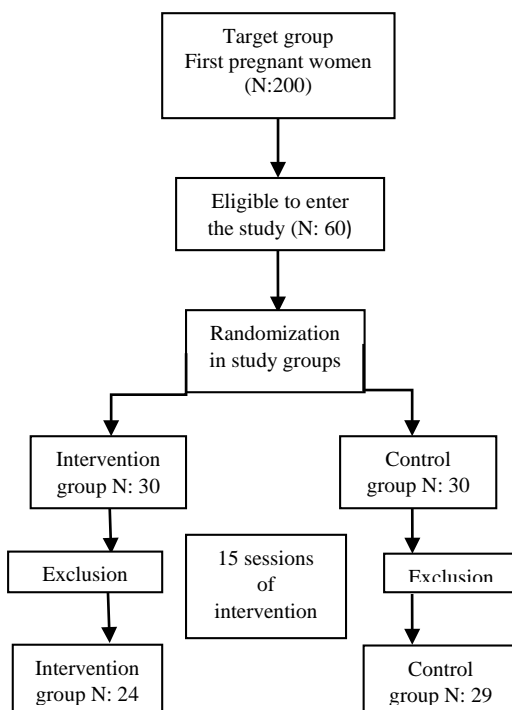 Target group
First pregnant women
(N:200)
Eligible to enter
the study (N: 60)
Randomization
in study groups
Intervention
group N: 30
Control
group N: 30
Exclusion
15 sessions
of
intervention
Exclusion
Intervention
group N: 24
Control
group N: 29